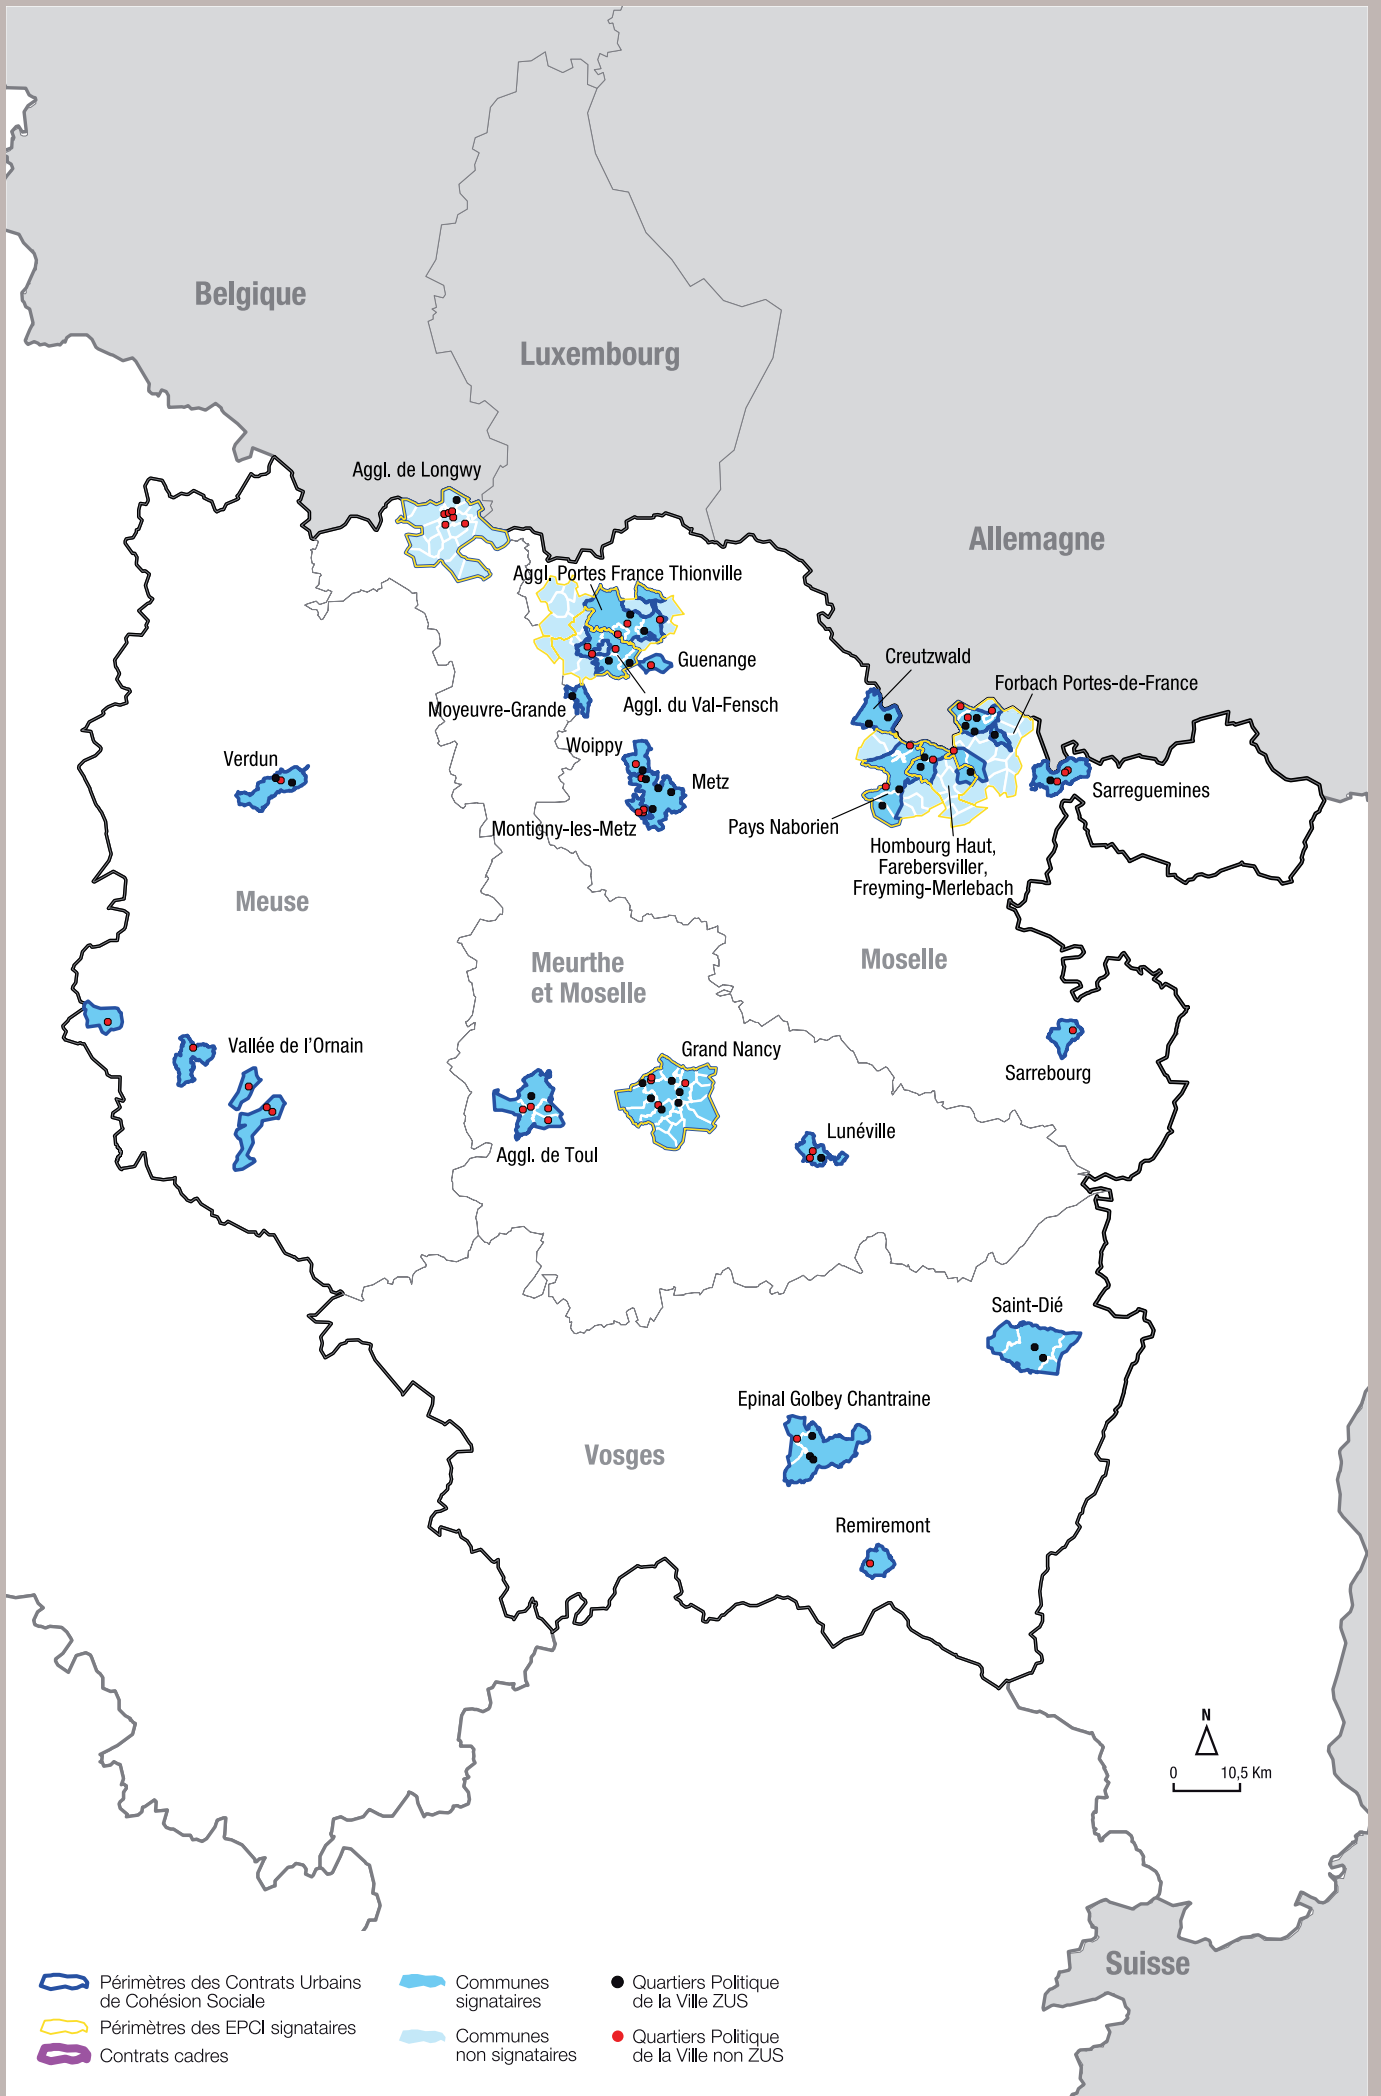 Belgique
Luxembourg
Aggl. de Longwy
Allemagne
Aggl. Portes France Thionville
Guenange
Creutzwald
Forbach Portes-de-France
Moyeuvre-Grande
Aggl. du Val-Fensch
Woippy
Verdun
Metz
Sarreguemines
Montigny-les-Metz
Pays Naborien
Hombourg Haut,
Farebersviller,
Freyming-Merlebach
Meuse
Meurthe
et Moselle
Moselle
Vallée de l'Ornain
Grand Nancy
Sarrebourg
Lunéville
Aggl. de Toul
Saint-Dié
Epinal Golbey Chantraine
Vosges
Remiremont
N
0 10,5 Km
Suisse
Périmètres des Contrats Urbains
de Cohésion Sociale
Périmètres des EPCI signataires
Contrats cadres
Communes
signataires
Communes
non signataires
Quartiers Politique
de la Ville ZUS
Quartiers Politique
de la Ville non ZUS